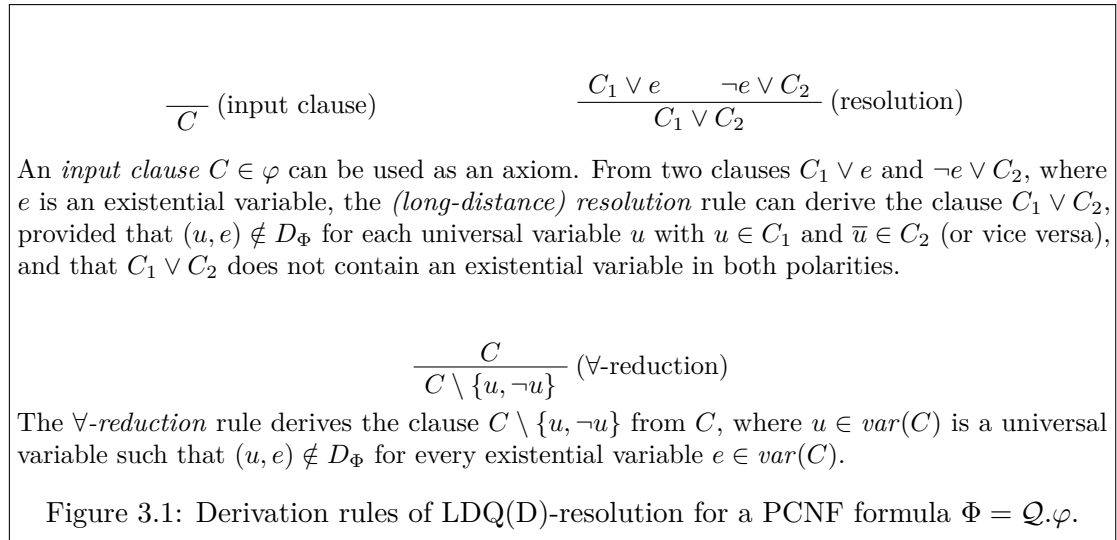 C (input clause)
C₁ ∨ e ¬e ∨ C₂
C₁ ∨ C₂ (resolution)
An input clause C ∈ φ can be used as an axiom. From two clauses C₁ ∨ e and ¬e ∨ C₂, where
e is an existential variable, the (long-distance) resolution rule can derive the clause C₁ ∨ C₂,
provided that (u, e) ∉ D_Φ for each universal variable u with u ∈ C₁ and u̅ ∈ C₂ (or vice versa),
and that C₁ ∨ C₂ does not contain an existential variable in both polarities.
C
C \ {u, ¬u} (∀-reduction)
The ∀-reduction rule derives the clause C \ {u, ¬u} from C, where u ∈ var(C) is a universal
variable such that (u, e) ∉ D_Φ for every existential variable e ∈ var(C).
Figure 3.1: Derivation rules of LDQ(D)-resolution for a PCNF formula Φ = 𝒬.φ.